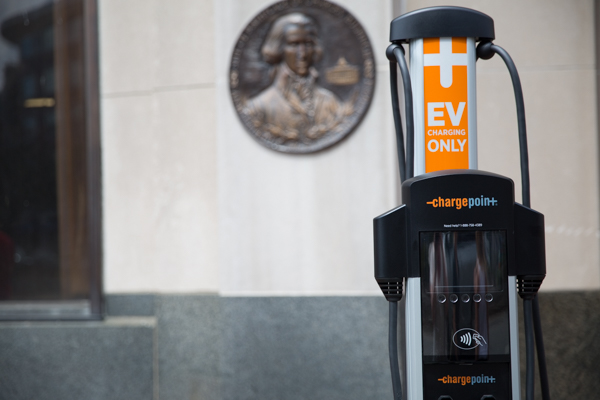 EV
CHARGING
ONLY
-chargepoin+
-chargepoin+